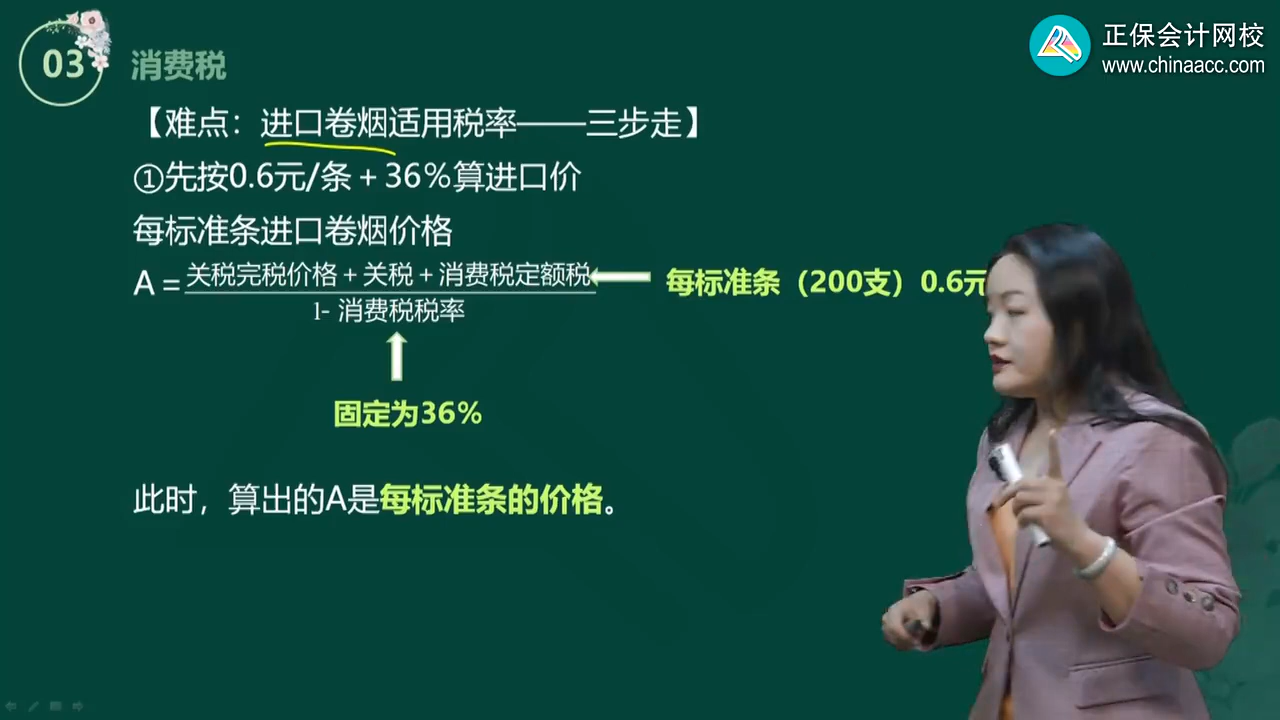 正保会计网校
www.chinaacc.com
03
消费税
【难点：进口卷烟适用税率——三步走】
①先按0.6元/条＋36%算进口价
每标准条进口卷烟价格
A＝关税完税价格＋关税＋消费税定额税
1- 消费税税率
每标准条（200支）0.6元
固定为36%
此时，算出的A是每标准条的价格。